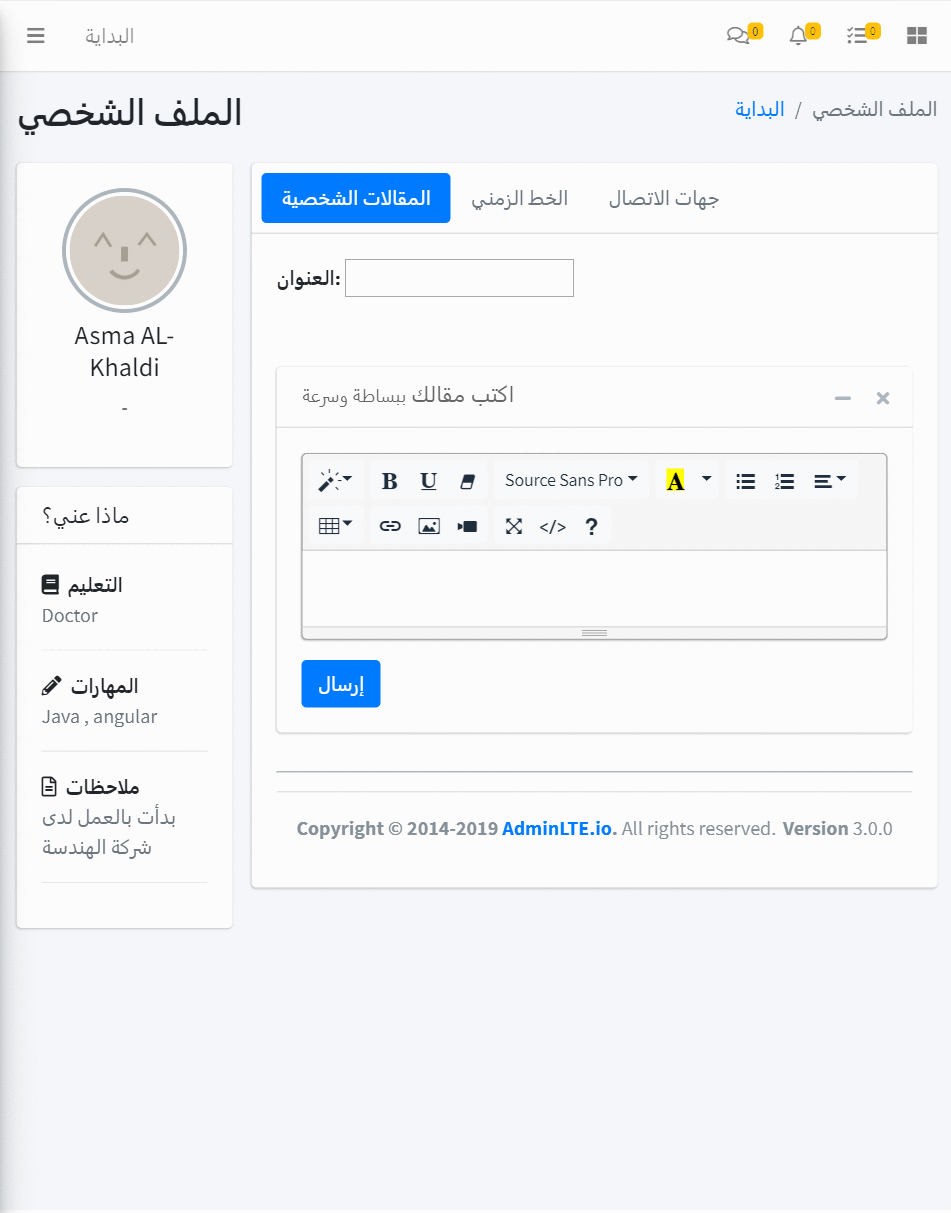 البداية
0
0
0
الملف الشخصي
البداية / الملف الشخصي
Asma AL-
Khaldi
-
ماذا عني؟
التعليم
Doctor
المهارات
Java , angular
ملاحظات
بدأت بالعمل لدى
شركة الهندسة
المقالات الشخصية
الخط الزمني
جهات الاتصال
العنوان:
اكتب مقالك ببساطة وسرعة
B U Source Sans Pro A
</> ?
إرسال
Copyright © 2014-2019 AdminLTE.io. All rights reserved. Version 3.0.0